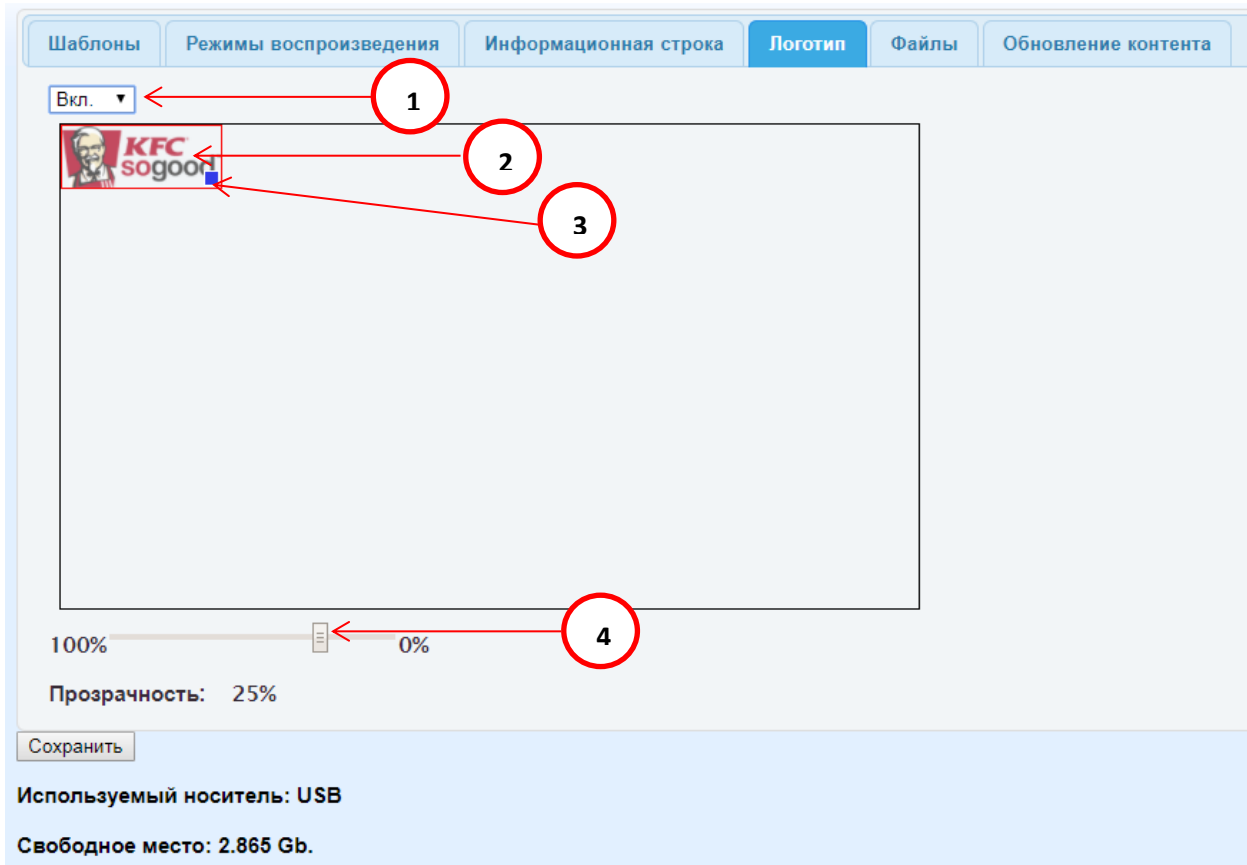 Шаблоны Режимы воспроизведения Информационная строка Логотип Файлы Обновление контента
Вкл.
1
KFC
sogood
2
3
4
100% 0%
Прозрачность: 25%
Сохранить
Используемый носитель: USB
Свободное место: 2.865 Gb.